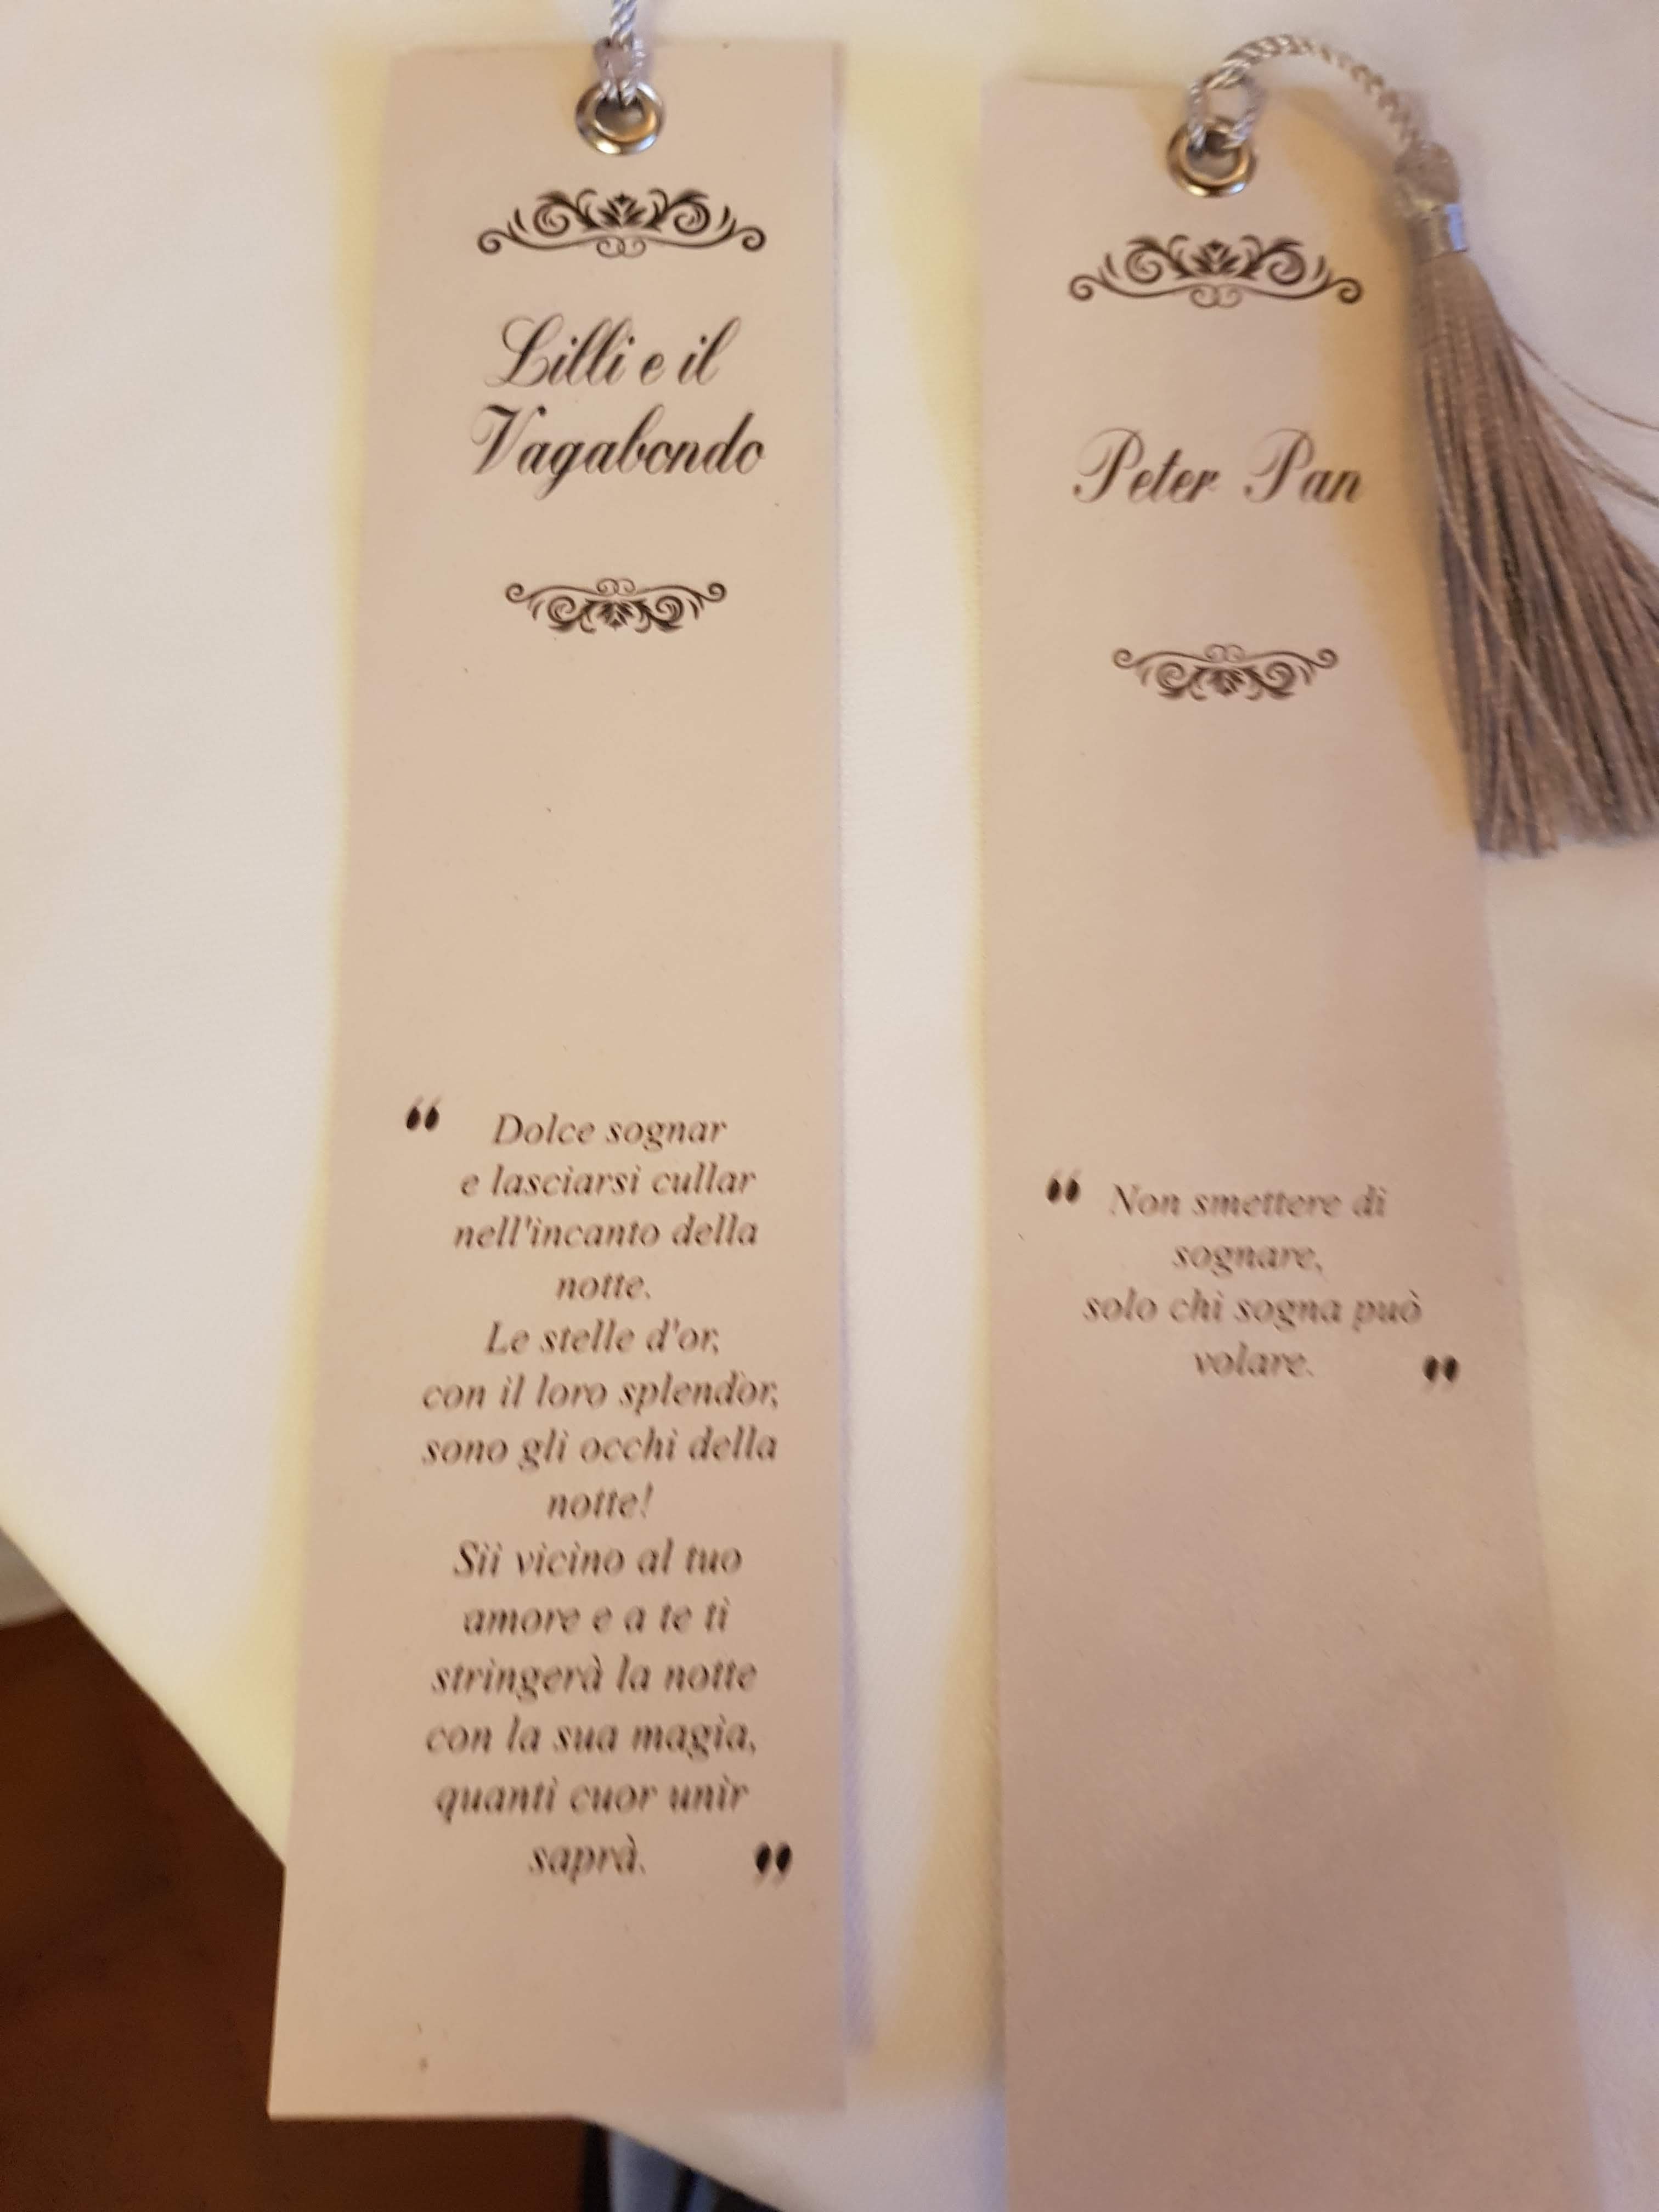 Lilli e il
Vagabondo
“ Dolce sognar
e lasciarsi cullar
nell'incanto della
notte.
Le stelle d'or,
con il loro splendor,
sono gli occhi della
notte!
Sii vicino al tuo
amore e a te ti
stringerà la notte
con la sua magia,
quanti cuor unir
saprà. ”
Peter Pan
“ Non smettere di
sognare,
solo chi sogna può
volare. ”